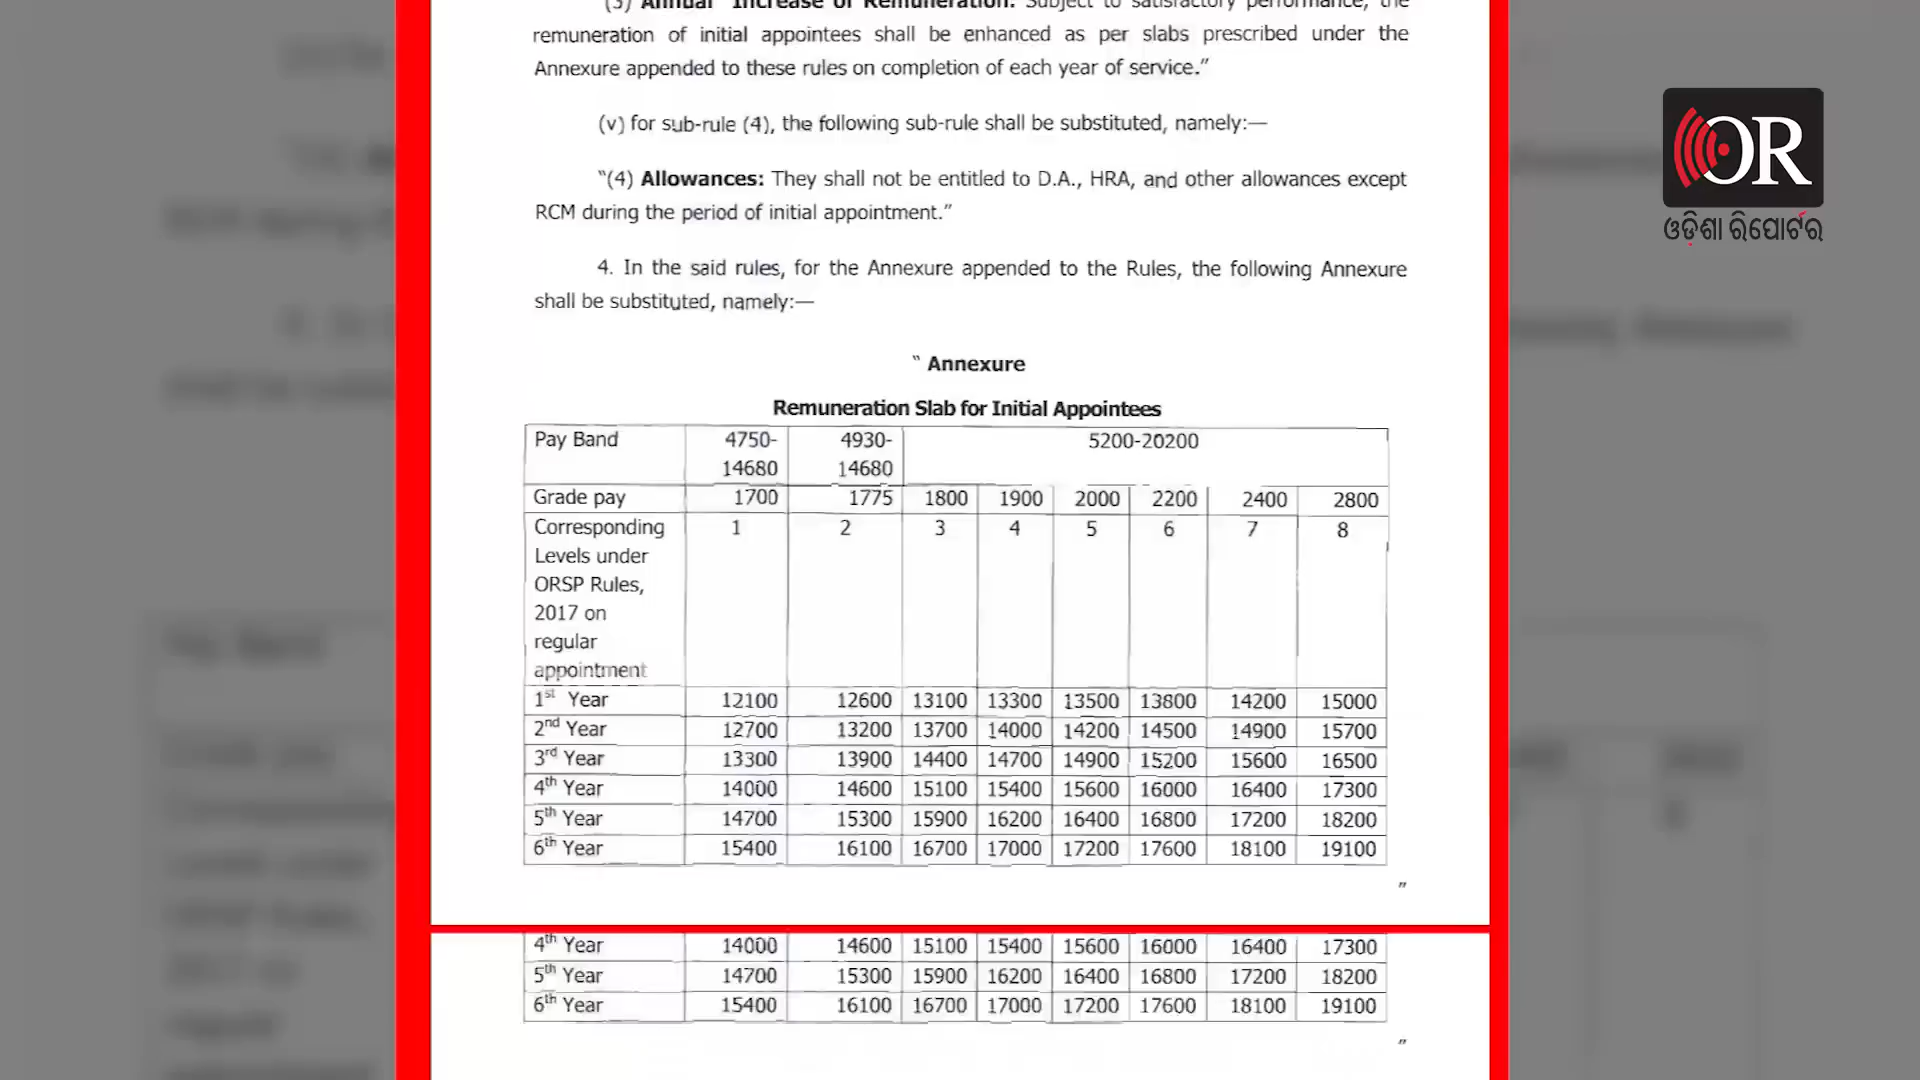 (3) Annual Increase of Remuneration: Subject to satisfactory performance, the
remuneration of initial appointees shall be enhanced as per slabs prescribed under the
Annexure appended to these rules on completion of each year of service."
(v) for sub-rule (4), the following sub-rule shall be substituted, namely:—
"(4) Allowances: They shall not be entitled to D.A., HRA, and other allowances except
RCM during the period of initial appointment."
4. In the said rules, for the Annexure appended to the Rules, the following Annexure
shall be substituted, namely:—
" Annexure
Remuneration Slab for Initial Appointees
Pay Band 4750- 4930- 5200-20200
14680 14680
Grade pay 1700 1775 1800 1900 2000 2200 2400 2800
Corresponding 1 2 3 4 5 6 7 8
Levels under
ORSP Rules,
2017 on
regular
appointment
1st Year 12100 12600 13100 13300 13500 13800 14200 15000
2nd Year 12700 13200 13700 14000 14200 14500 14900 15700
3rd Year 13300 13900 14400 14700 14900 15200 15600 16500
4th Year 14000 14600 15100 15400 15600 16000 16400 17300
5th Year 14700 15300 15900 16200 16400 16800 17200 18200
6th Year 15400 16100 16700 17000 17200 17600 18100 19100
"
4th Year 14000 14600 15100 15400 15600 16000 16400 17300
5th Year 14700 15300 15900 16200 16400 16800 17200 18200
6th Year 15400 16100 16700 17000 17200 17600 18100 19100
"
OR
ଓଡ଼ିଶା ରିପୋର୍ଟର